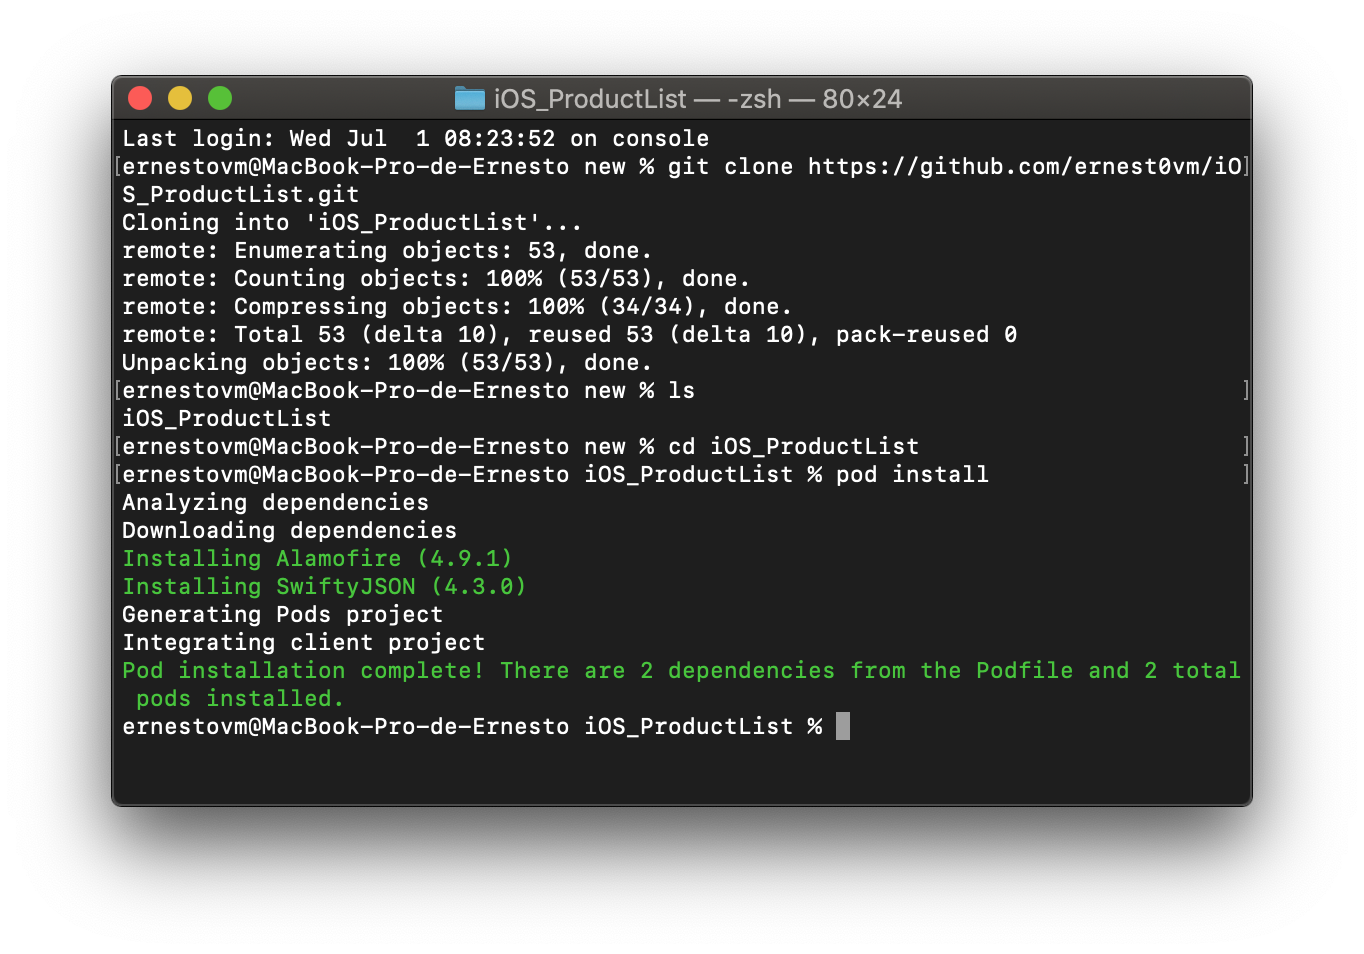 iOS_ProductList — -zsh — 80×24
Last login: Wed Jul  1 08:23:52 on console
[ernestovm@MacBook-Pro-de-Ernesto new % git clone https://github.com/ernest0vm/iO]
S_ProductList.git
Cloning into 'iOS_ProductList'...
remote: Enumerating objects: 53, done.
remote: Counting objects: 100% (53/53), done.
remote: Compressing objects: 100% (34/34), done.
remote: Total 53 (delta 10), reused 53 (delta 10), pack-reused 0
Unpacking objects: 100% (53/53), done.
[ernestovm@MacBook-Pro-de-Ernesto new % ls ]
iOS_ProductList
[ernestovm@MacBook-Pro-de-Ernesto new % cd iOS_ProductList ]
[ernestovm@MacBook-Pro-de-Ernesto iOS_ProductList % pod install ]
Analyzing dependencies
Downloading dependencies
Installing Alamofire (4.9.1)
Installing SwiftyJSON (4.3.0)
Generating Pods project
Integrating client project
Pod installation complete! There are 2 dependencies from the Podfile and 2 total
 pods installed.
ernestovm@MacBook-Pro-de-Ernesto iOS_ProductList %